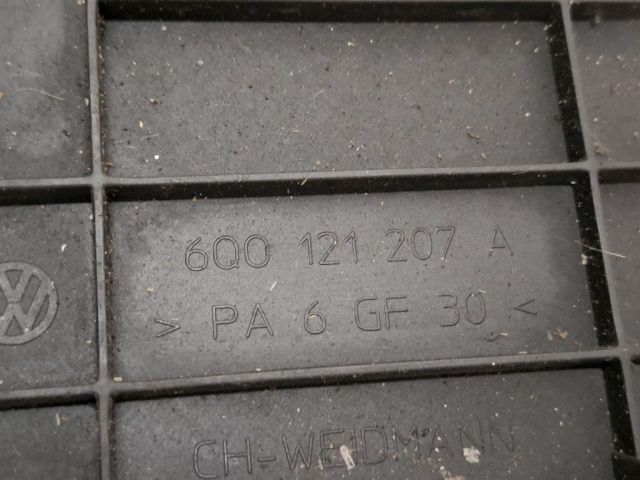 6Q0 121 207 A
> PA 6 GF 30 <
CH-WEIDMANN